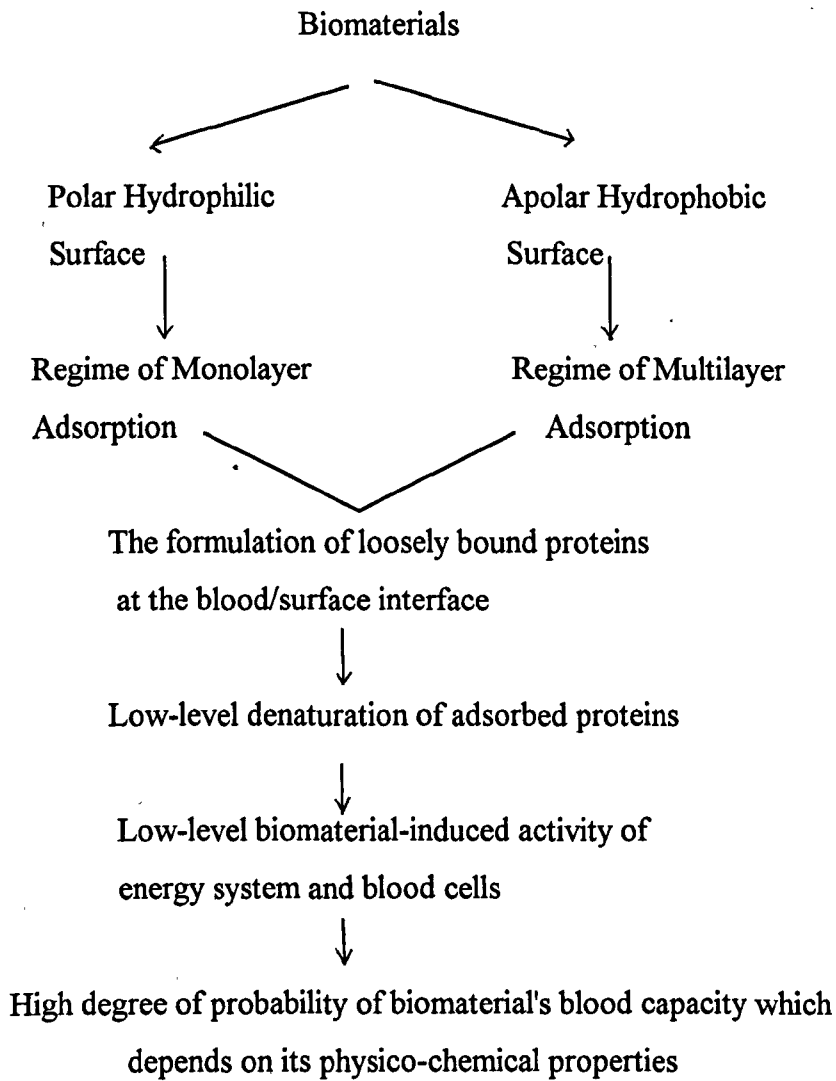 Biomaterials
Polar Hydrophilic
Surface
Apolar Hydrophobic
Surface
Regime of Monolayer
Adsorption
Regime of Multilayer
Adsorption
The formulation of loosely bound proteins
at the blood/surface interface
Low-level denaturation of adsorbed proteins
Low-level biomaterial-induced activity of
energy system and blood cells
High degree of probability of biomaterial's blood capacity which
depends on its physico-chemical properties